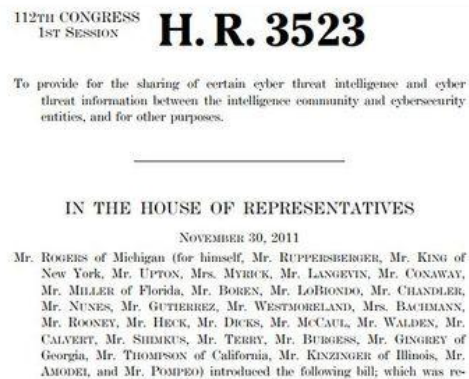 112TH CONGRESS
1ST SESSION
H. R. 3523
To provide for the sharing of certain cyber threat intelligence and cyber
threat information between the intelligence community and cybersecurity
entities, and for other purposes.
IN THE HOUSE OF REPRESENTATIVES
NOVEMBER 30, 2011
Mr. ROGERS of Michigan (for himself, Mr. RUPPERSBERGER, Mr. KING of
New York, Mr. UPTON, Mrs. MYRICK, Mr. LANGEVIN, Mr. CONAWAY,
Mr. MILLER of Florida, Mr. BOREN, Mr. LOBIONDO, Mr. CHANDLER,
Mr. NUNES, Mr. GUTIERREZ, Mr. WESTMORELAND, Mrs. BACHMANN,
Mr. ROONEY, Mr. HECK, Mr. DICKS, Mr. MCCAUL, Mr. WALDEN, Mr.
CALVERT, Mr. SHIMKUS, Mr. TERRY, Mr. BURGESS, Mr. GINGREY of
Georgia, Mr. THOMPSON of California, Mr. KINZINGER of Illinois, Mr.
AMODEI, and Mr. POMPEO) introduced the following bill; which was re-